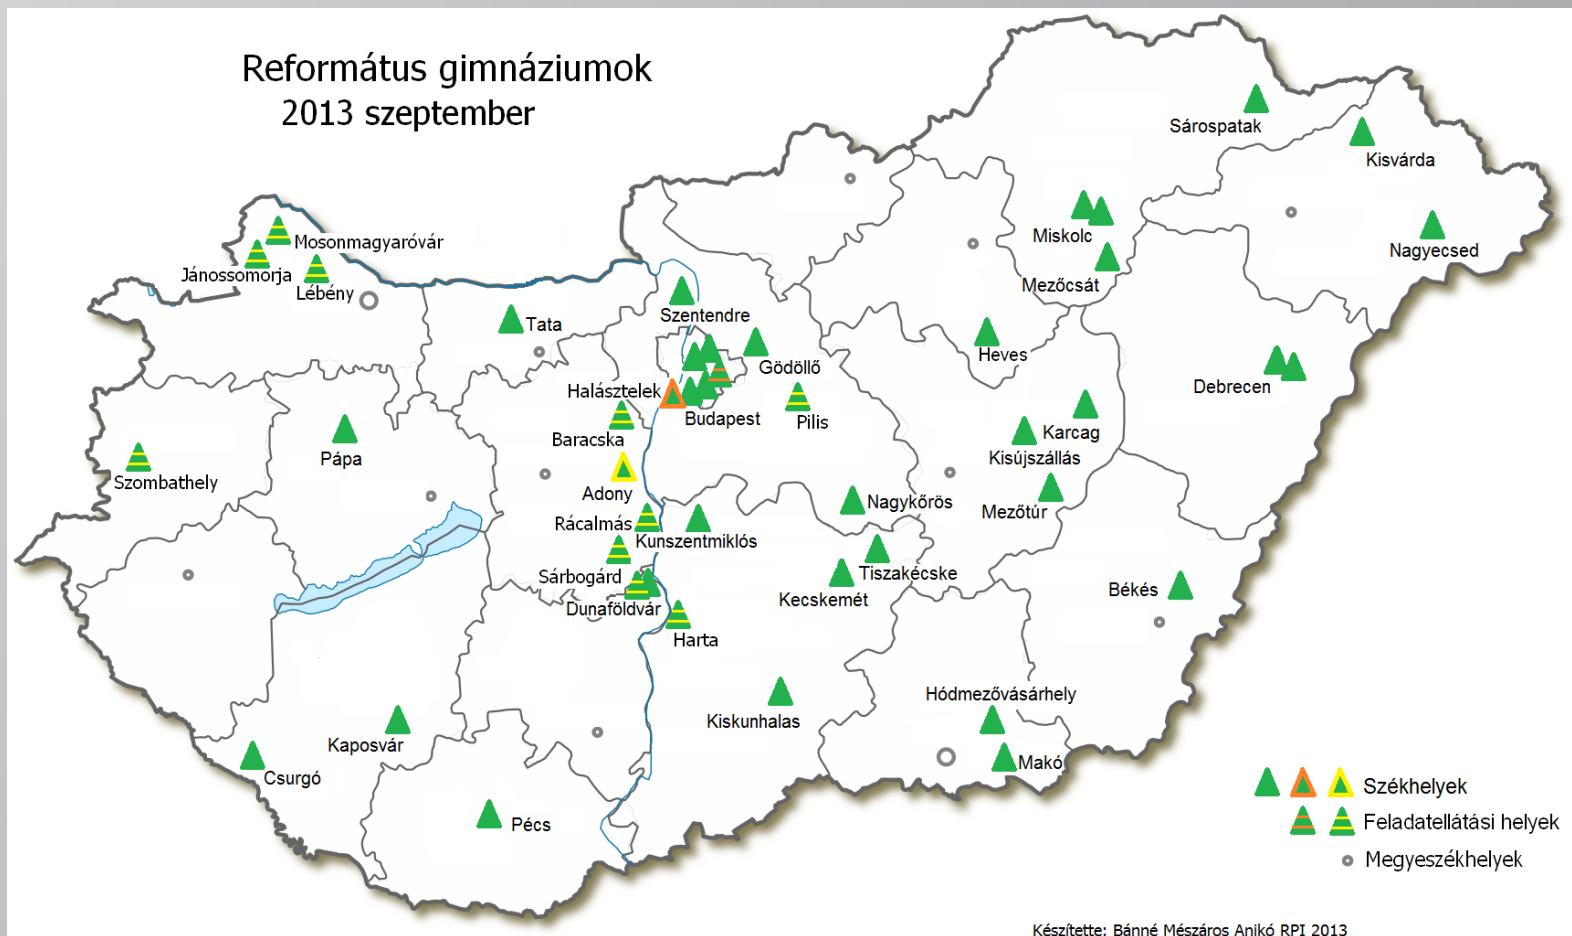 Református gimnáziumok
2013 szeptember
Sárospatak
Kisvárda
Miskolc
Nagyecsed
Mezőcsát
Mosonmagyaróvár
Jánossomorja
Lébény
Tata
Szentendre
Gödöllő
Heves
Debrecen
Halásztelek
Budapest
Pilis
Baracska
Karcag
Kisújszállás
Pápa
Szombathely
Adony
Nagykőrös
Mezőtúr
Rácalmás
Kunszentmiklós
Sárbogárd
Tiszakécske
Kecskemét
Békés
Dunaföldvár
Harta
Hódmezővásárhely
Kiskunhalas
Kaposvár
Csurgó
Makó
Pécs
Székhelyek
Feladatellátási helyek
Megyeszékhelyek
Készítette: Bánné Mészáros Anikó RPI 2013